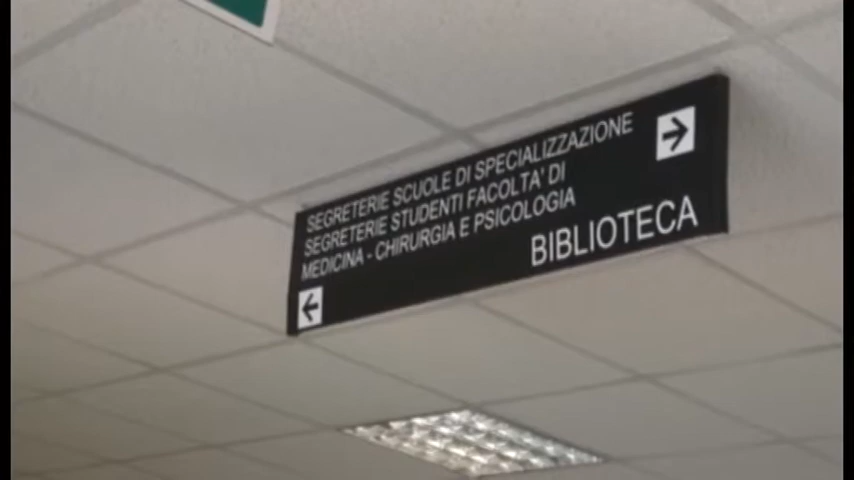 SEGRETERIE SCUOLE DI SPECIALIZZAZIONE
SEGRETERIE STUDENTI FACOLTA' DI
MEDICINA - CHIRURGIA E PSICOLOGIA
BIBLIOTECA